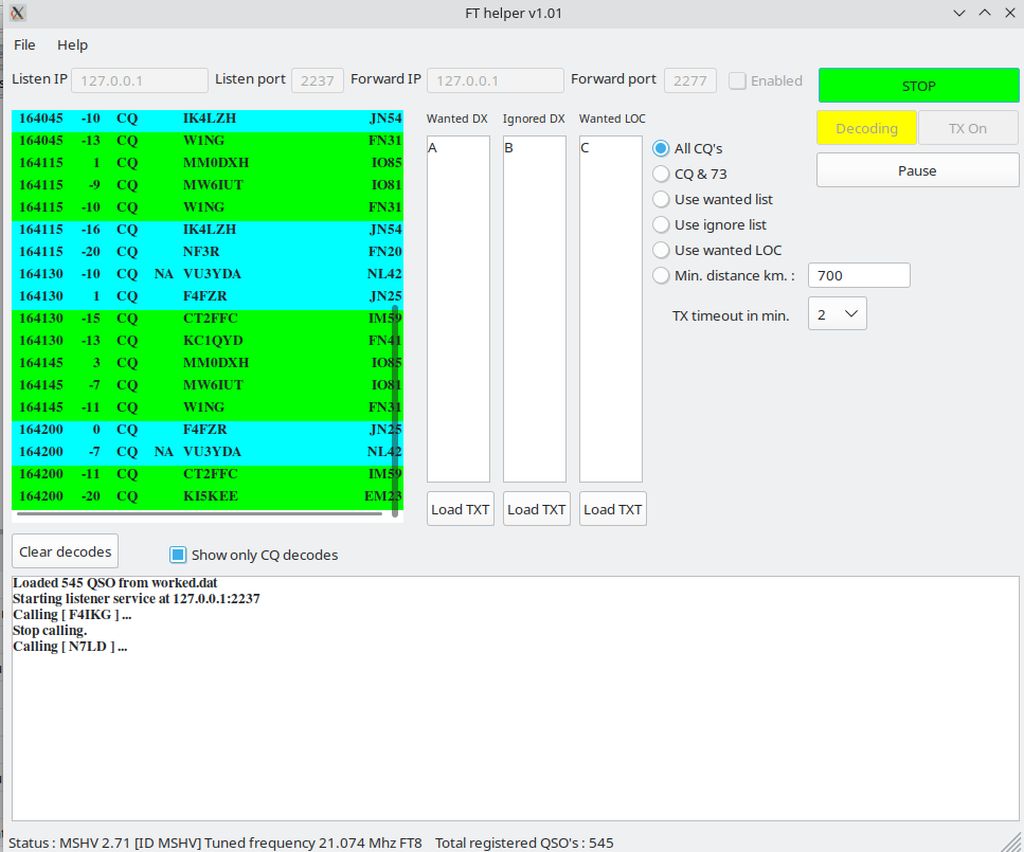 FT helper v1.01
File Help
Listen IP 127.0.0.1 Listen port 2237 Forward IP 127.0.0.1 Forward port 2277 Enabled STOP
164045 -10 CQ IK4LZH JN54
164045 -13 CQ W1NG FN31
164115 1 CQ MM0DXH IO85
164115 -9 CQ MW6IUT IO81
164115 -10 CQ W1NG FN31
164115 -16 CQ IK4LZH JN54
164115 -20 CQ NF3R FN20
164130 -10 CQ NA VU3YDA NL42
164130 1 CQ F4FZR JN25
164130 -15 CQ CT2FFC IM59
164130 -13 CQ KC1QYD FN41
164145 3 CQ MM0DXH IO85
164145 -7 CQ MW6IUT IO81
164145 -11 CQ W1NG FN31
164200 0 CQ F4FZR JN25
164200 -7 CQ NA VU3YDA NL42
164200 -11 CQ CT2FFC IM59
164200 -20 CQ KI5KEE EM23
Wanted DX Ignored DX Wanted LOC
A B C
Load TXT Load TXT Load TXT
All CQ's
CQ & 73
Use wanted list
Use ignore list
Use wanted LOC
Min. distance km. : 700
TX timeout in min. 2
Decoding TX On
Pause
Clear decodes Show only CQ decodes
Loaded 545 QSO from worked.dat
Starting listener service at 127.0.0.1:2237
Calling [ F4IKG ] ...
Stop calling.
Calling [ N7LD ] ...
Status : MSHV 2.71 [ID MSHV] Tuned frequency 21.074 Mhz FT8 Total registered QSO's : 545